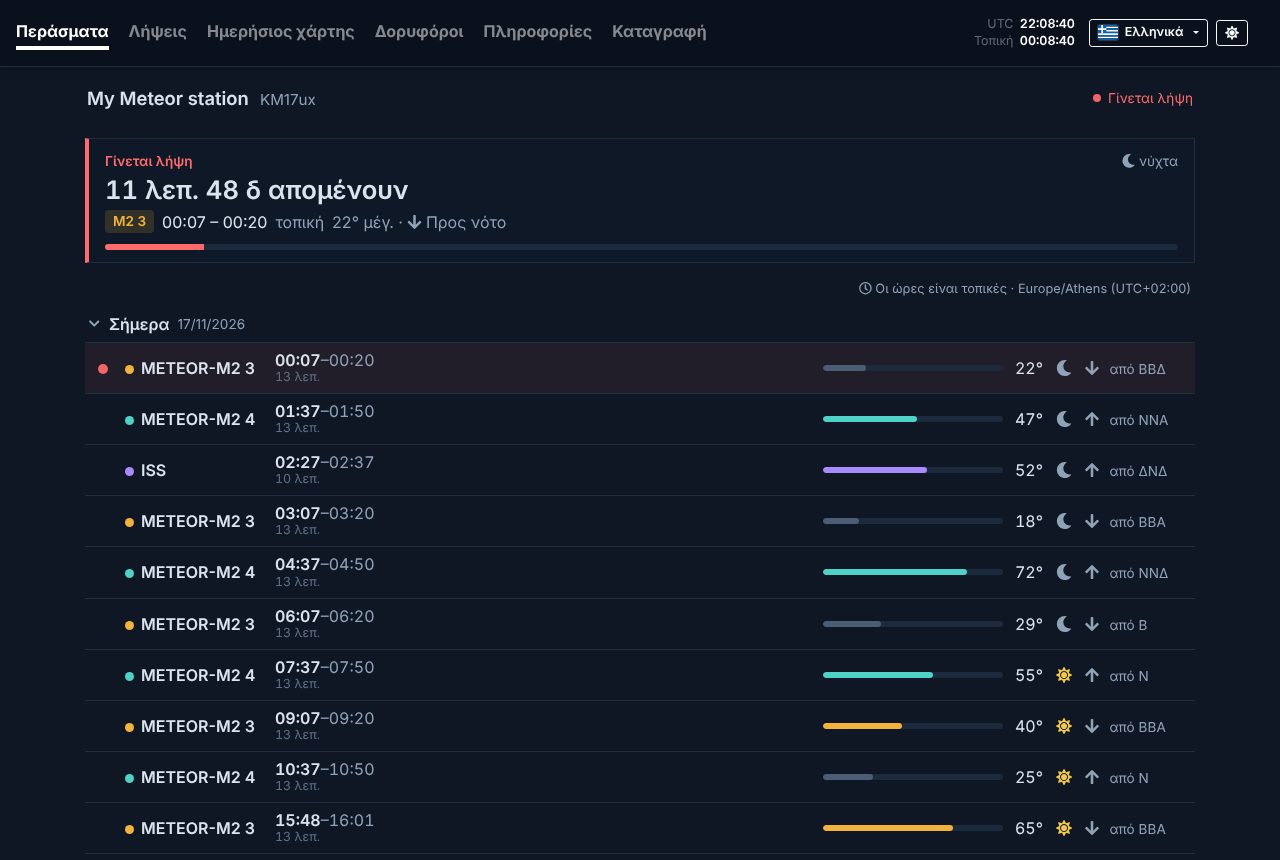 Περάσματα Λήψεις Ημερήσιος χάρτης Δορυφόροι Πληροφορίες Καταγραφή
UTC 22:08:40
Τοπική 00:08:40
Ελληνικά
My Meteor station KM17ux
Γίνεται λήψη
Γίνεται λήψη
νύχτα
11 λεπ. 48 δ απομένουν
M2 3 00:07 – 00:20 τοπική 22° μέγ. · Προς νότο
Οι ώρες είναι τοπικές · Europe/Athens (UTC+02:00)
Σήμερα 17/11/2026
METEOR-M2 3 00:07–00:20 22° από ΒΒΔ
13 λεπ.
METEOR-M2 4 01:37–01:50 47° από ΝΝΑ
13 λεπ.
ISS 02:27–02:37 52° από ΔΝΔ
10 λεπ.
METEOR-M2 3 03:07–03:20 18° από ΒΒΑ
13 λεπ.
METEOR-M2 4 04:37–04:50 72° από ΝΝΔ
13 λεπ.
METEOR-M2 3 06:07–06:20 29° από Β
13 λεπ.
METEOR-M2 4 07:37–07:50 55° από Ν
13 λεπ.
METEOR-M2 3 09:07–09:20 40° από ΒΒΑ
13 λεπ.
METEOR-M2 4 10:37–10:50 25° από Ν
13 λεπ.
METEOR-M2 3 15:48–16:01 65° από ΒΒΑ
13 λεπ.